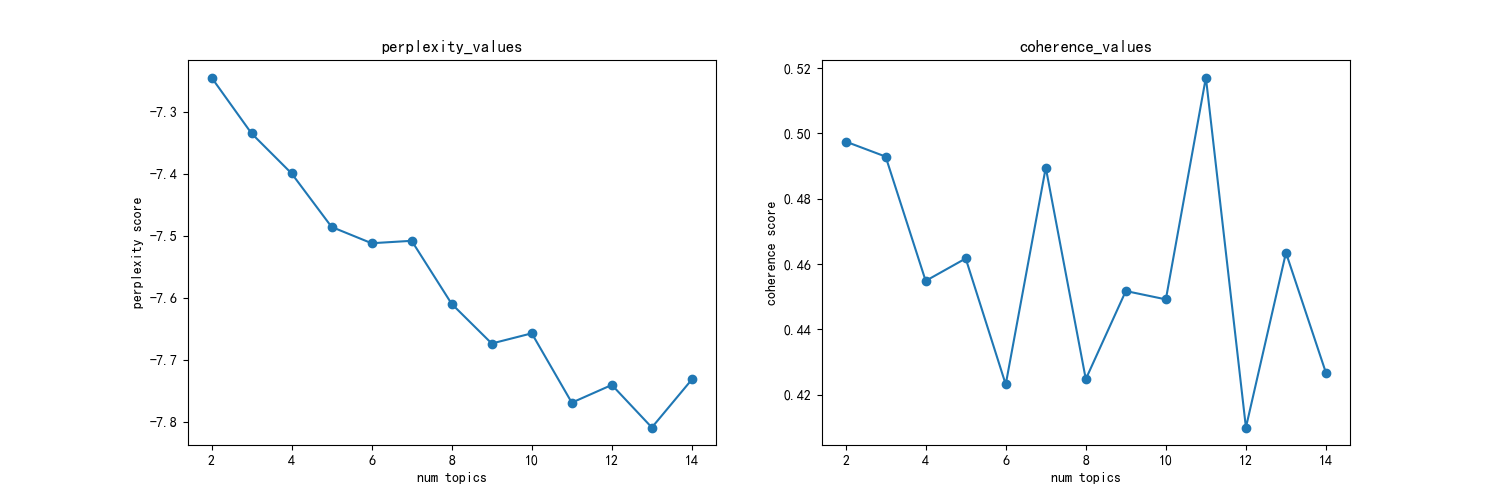 perplexity_values
perplexity score
-7.3
-7.4
-7.5
-7.6
-7.7
-7.8
2 4 6 8 10 12 14
num topics
coherence_values
coherence score
0.52
0.50
0.48
0.46
0.44
0.42
2 4 6 8 10 12 14
num topics